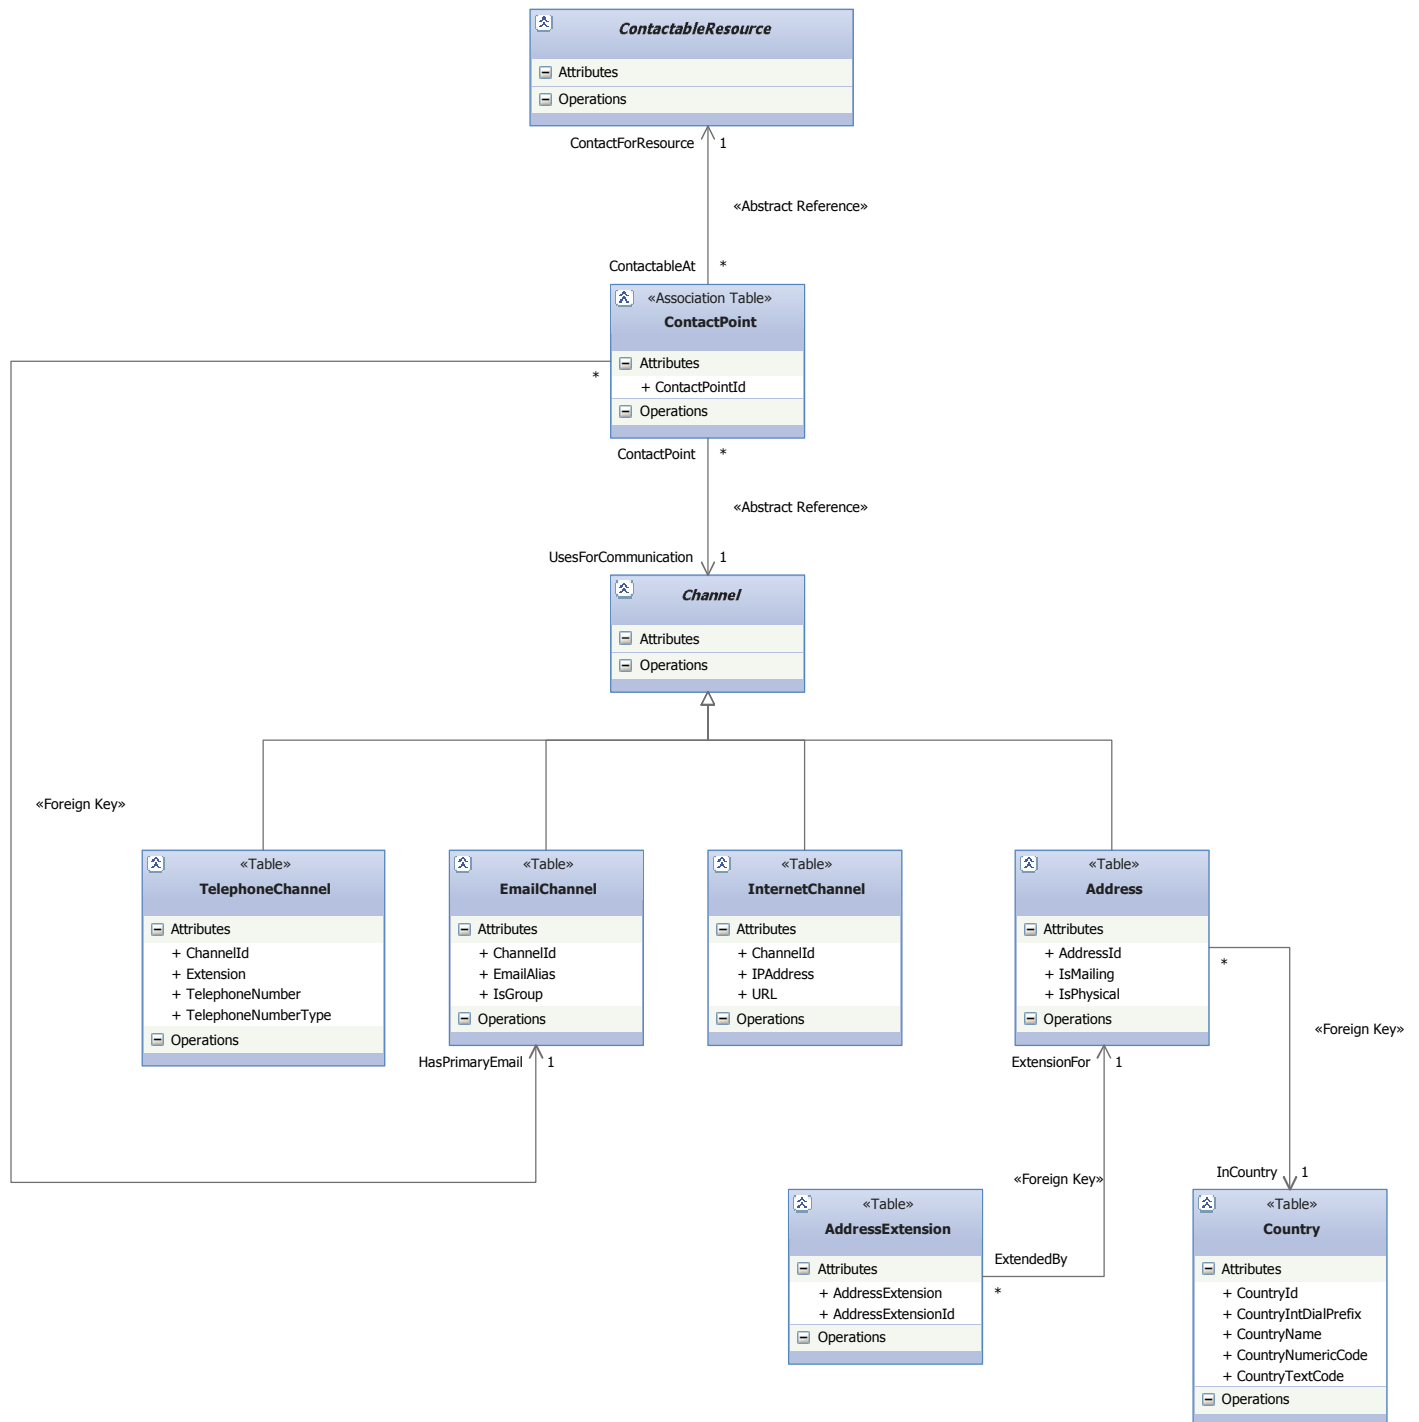 ContactableResource
Attributes
Operations
ContactForResource 1
«Abstract Reference»
ContactableAt *
«Association Table»
ContactPoint
Attributes
+ ContactPointId
Operations
*
ContactPoint *
«Abstract Reference»
UsesForCommunication 1
Channel
Attributes
Operations
«Foreign Key»
«Table»
TelephoneChannel
Attributes
+ ChannelId
+ Extension
+ TelephoneNumber
+ TelephoneNumberType
Operations
«Table»
EmailChannel
Attributes
+ ChannelId
+ EmailAlias
+ IsGroup
Operations
HasPrimaryEmail 1
«Table»
InternetChannel
Attributes
+ ChannelId
+ IPAddress
+ URL
Operations
«Table»
Address
Attributes
+ AddressId
+ IsMailing
+ IsPhysical
Operations
*
«Foreign Key»
ExtensionFor 1
«Foreign Key»
InCountry 1
«Table»
AddressExtension
Attributes
+ AddressExtension
+ AddressExtensionId
Operations
ExtendedBy
*
«Table»
Country
Attributes
+ CountryId
+ CountryIntDialPrefix
+ CountryName
+ CountryNumericCode
+ CountryTextCode
Operations